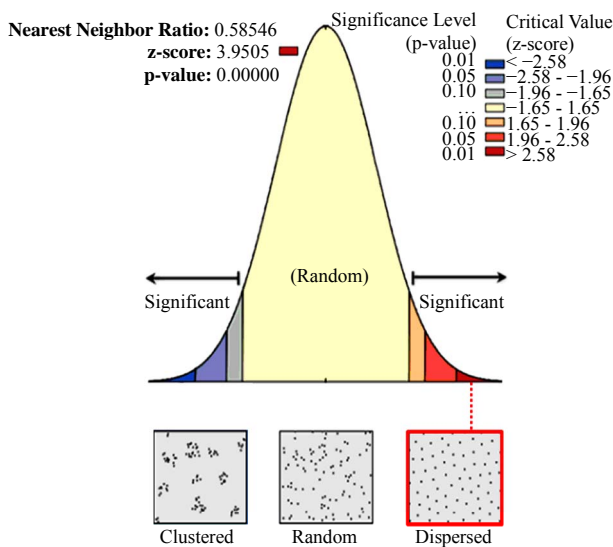 Nearest Neighbor Ratio: 0.58546
z-score: 3.9505
p-value: 0.00000
Significance Level
(p-value)
Critical Value
(z-score)
0.01 < −2.58
0.05 −2.58 - −1.96
0.10 −1.96 - −1.65
... −1.65 - 1.65
0.10 1.65 - 1.96
0.05 1.96 - 2.58
0.01 > 2.58
(Random)
Significant
Significant
Clustered
Random
Dispersed